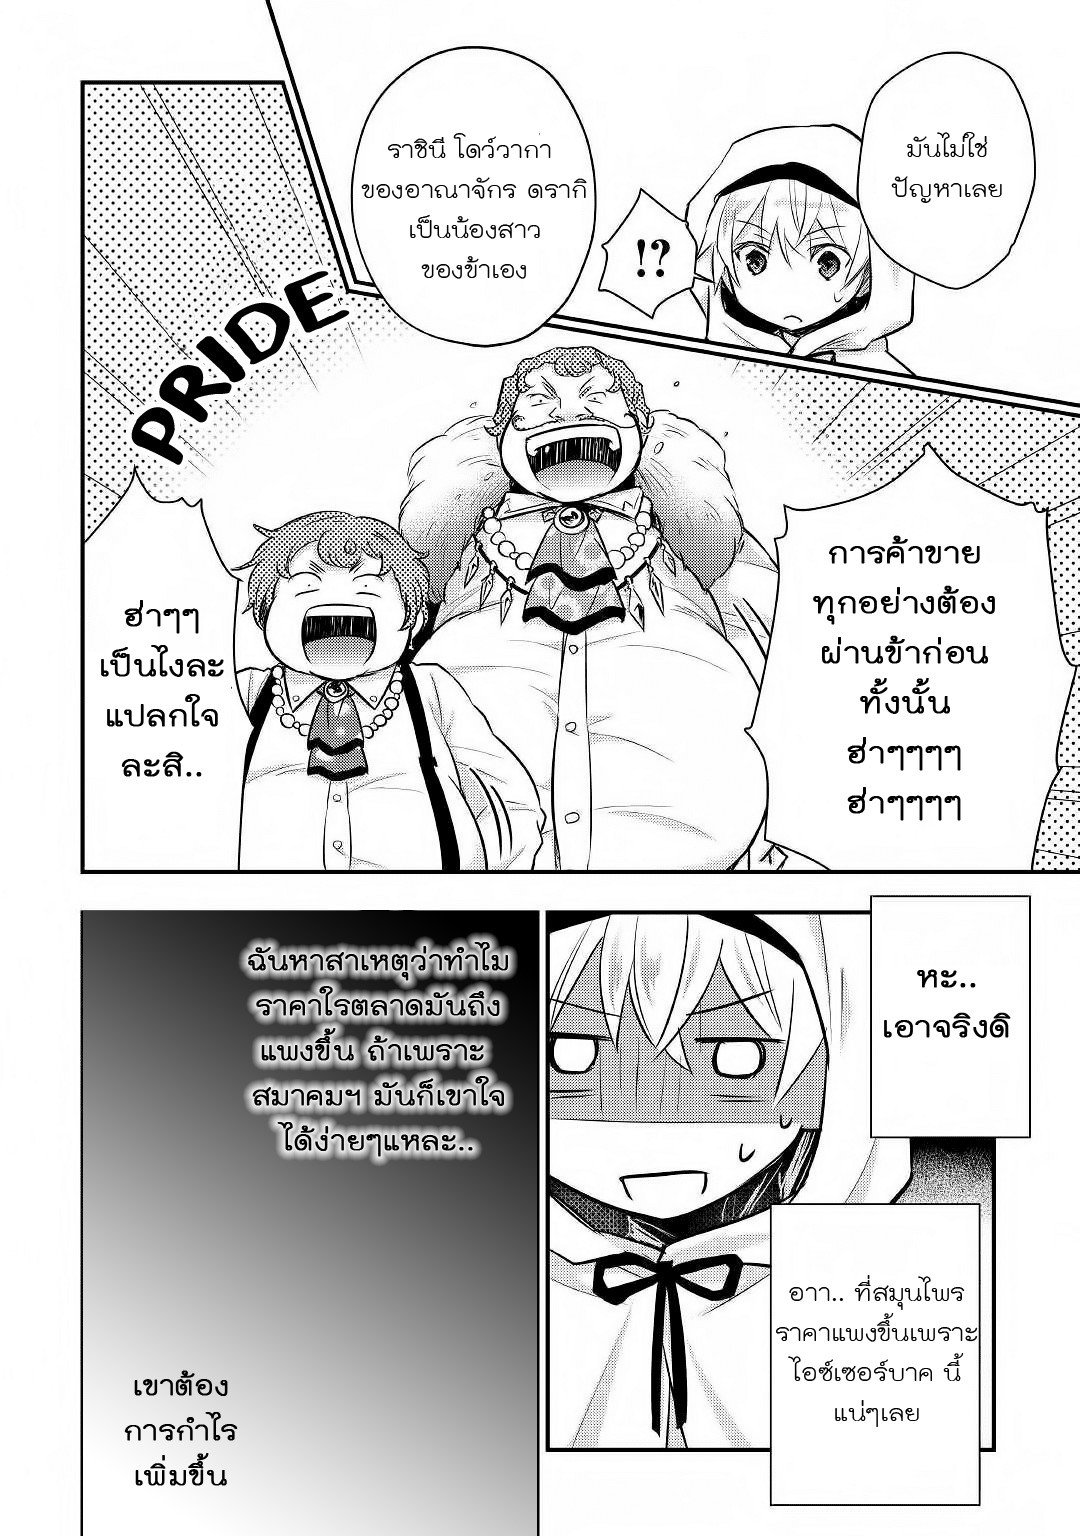 มันไม่ใช่
ปัญหาเลย
!?
ราชินี โดว์วากา
ของอาณาจักร ดรากิ
เป็นน้องสาว
ของข้าเอง
PRIDE
การค้าขาย
ทุกอย่างต้อง
ผ่านข้าก่อน
ทั้งนั้น
ฮ่าๆๆๆๆ
ฮ่าๆๆๆๆ
ฮ่าๆๆๆ
เป็นไงละ
แปลกใจ
ละสิ..
หะ..
เอาจริงดิ
อาา.. ที่สมุนไพร
ราคาแพงขึ้นเพราะ
ไอซ์เซอร์บาค นี้
แน่ๆเลย
ฉันหาสาเหตุว่าทำไม
ราคาใรตลาดมันถึง
แพงขึ้น ถ้าเพราะ
สมาคมฯ มันก็เขาใจ
ได้ง่ายๆแหละ..
เขาต้อง
การกำไร
เพิ่มขึ้น